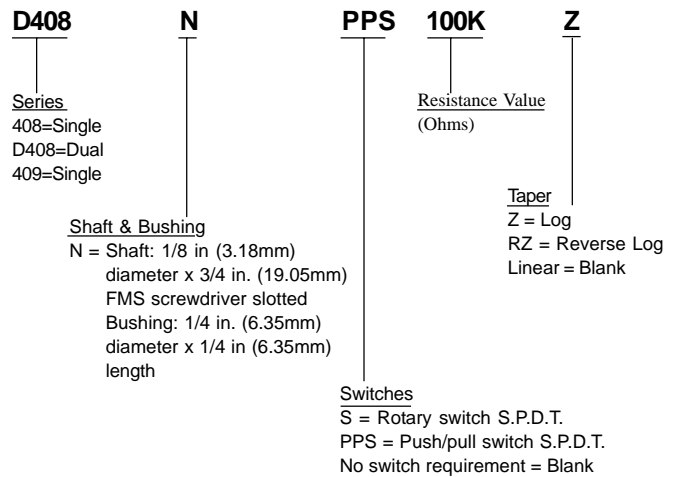 D408 N PPS 100K Z
Series
408=Single
D408=Dual
409=Single
Resistance Value
(Ohms)
Taper
Z = Log
RZ = Reverse Log
Linear = Blank
Shaft & Bushing
N = Shaft: 1/8 in (3.18mm)
diameter x 3/4 in. (19.05mm)
FMS screwdriver slotted
Bushing: 1/4 in. (6.35mm)
diameter x 1/4 in (6.35mm)
length
Switches
S = Rotary switch S.P.D.T.
PPS = Push/pull switch S.P.D.T.
No switch requirement = Blank